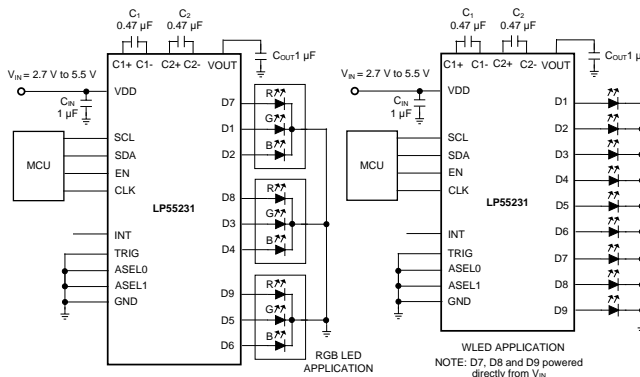 C1
0.47 µF
C2
0.47 µF
COUT 1 µF
C1+ C1- C2+ C2- VOUT
VIN = 2.7 V to 5.5 V
VDD
CIN
1 µF
MCU
SCL
SDA
EN
CLK
LP55231
INT
TRIG
ASEL0
ASEL1
GND
D7
R
D1
G
D2
B
D8
R
D3
G
D4
B
D9
R
D5
G
D6
B
RGB LED
APPLICATION
C1
0.47 µF
C2
0.47 µF
COUT 1 µF
C1+ C1- C2+ C2- VOUT
VIN = 2.7 V to 5.5 V
VDD
CIN
1 µF
MCU
SCL
SDA
EN
CLK
LP55231
INT
TRIG
ASEL0
ASEL1
GND
D1
D2
D3
D4
D5
D6
D7
D8
D9
WLED APPLICATION
NOTE: D7, D8 and D9 powered
directly from VIN